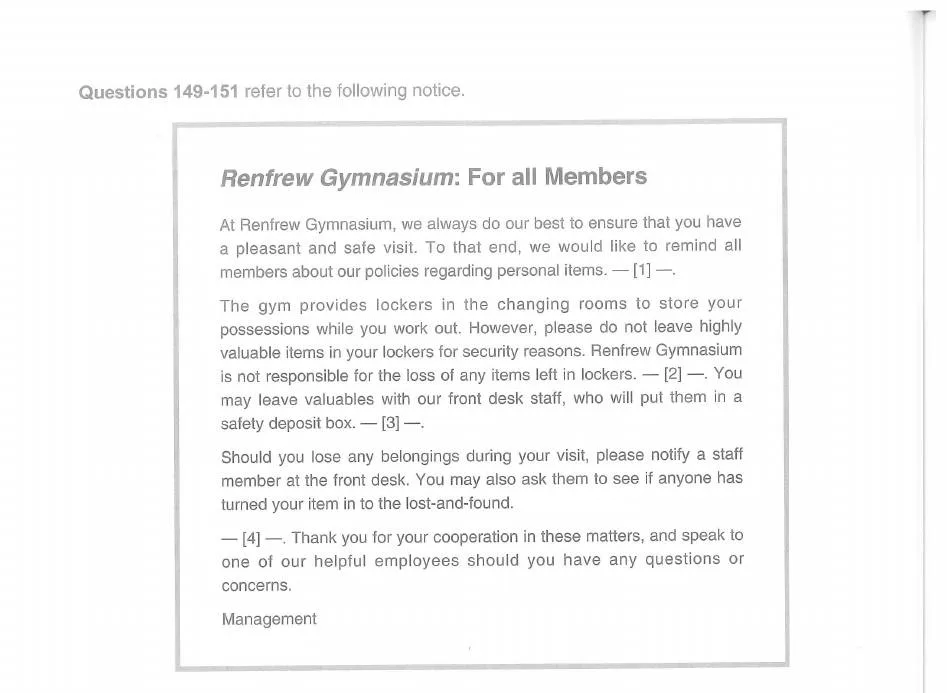 Questions 149-151 refer to the following notice.
Renfrew Gymnasium: For all Members
At Renfrew Gymnasium, we always do our best to ensure that you have
a pleasant and safe visit. To that end, we would like to remind all
members about our policies regarding personal items. — [1] —.
The gym provides lockers in the changing rooms to store your
possessions while you work out. However, please do not leave highly
valuable items in your lockers for security reasons. Renfrew Gymnasium
is not responsible for the loss of any items left in lockers. — [2] —. You
may leave valuables with our front desk staff, who will put them in a
safety deposit box. — [3] —.
Should you lose any belongings during your visit, please notify a staff
member at the front desk. You may also ask them to see if anyone has
turned your item in to the lost-and-found.
— [4] —. Thank you for your cooperation in these matters, and speak to
one of our helpful employees should you have any questions or
concerns.
Management